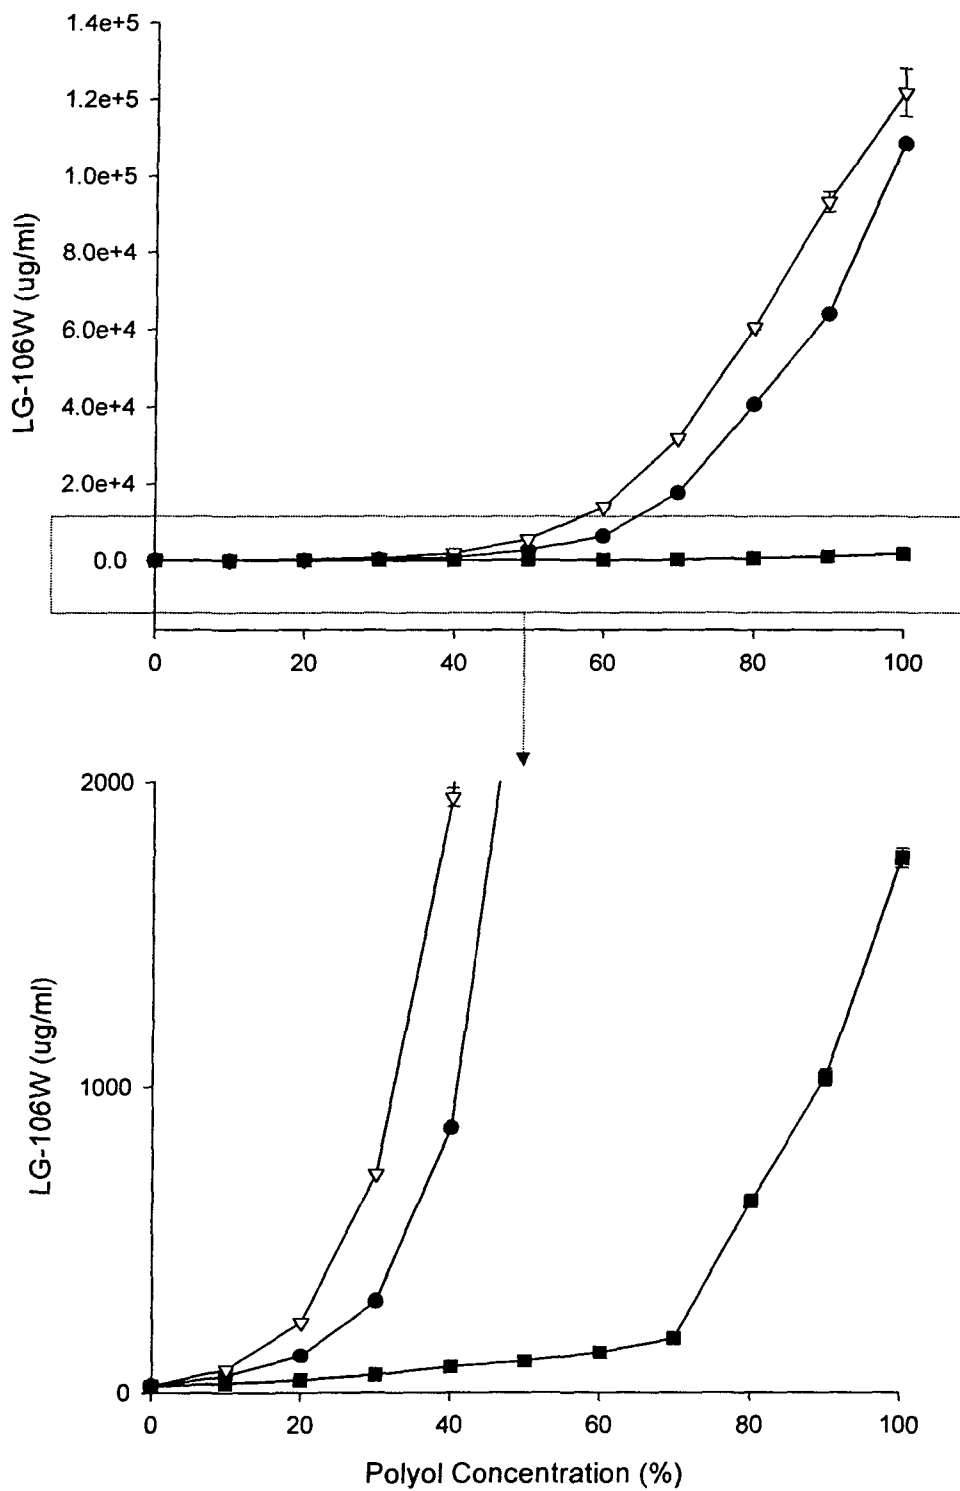 1.4e+5
1.2e+5
1.0e+5
8.0e+4
6.0e+4
4.0e+4
2.0e+4
0.0
LG-106W (ug/ml)
0 20 40 60 80 100
2000
1000
0
LG-106W (ug/ml)
0 20 40 60 80 100
Polyol Concentration (%)